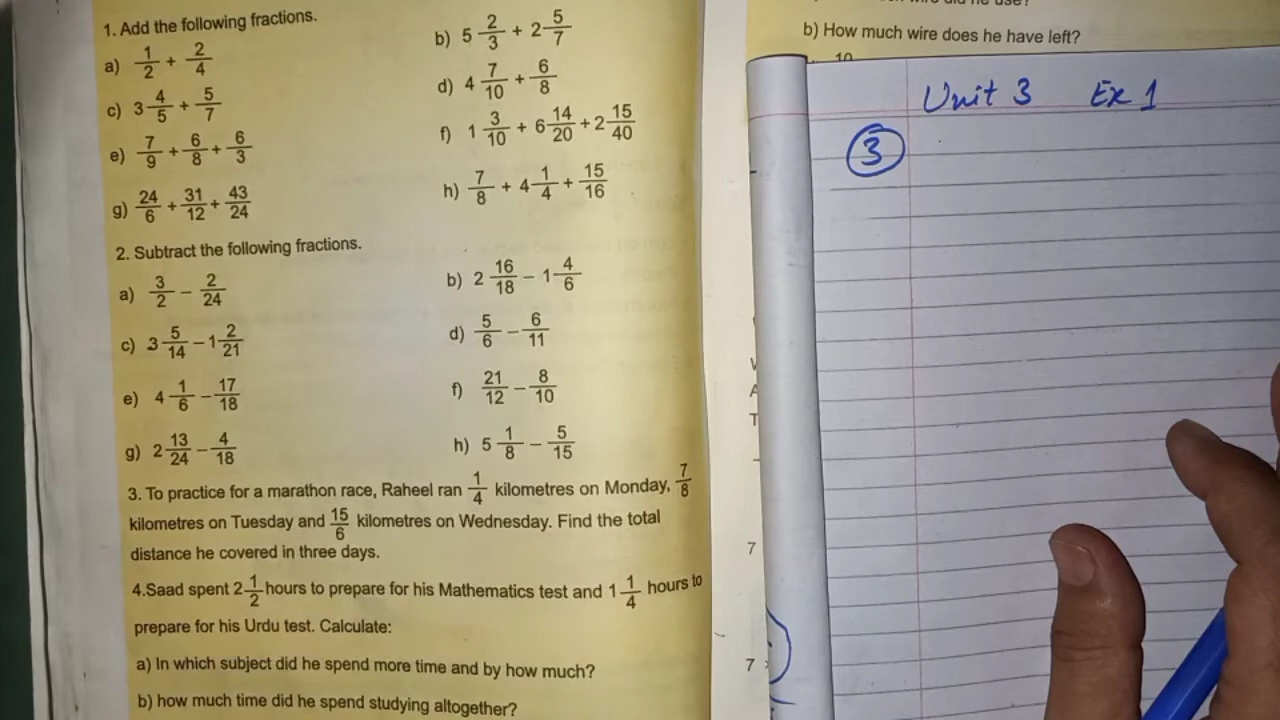 1. Add the following fractions.
a) 1/2 + 2/4
b) 5 2/3 + 2 5/7
c) 3 4/5 + 5/7
d) 4 7/10 + 6/8
e) 7/9 + 6/8 + 6/3
f) 1 3/10 + 6 14/20 + 2 15/40
g) 24/6 + 31/12 + 43/24
h) 7/8 + 4 1/4 + 15/16
2. Subtract the following fractions.
a) 3/2 − 2/24
b) 2 16/18 − 1 4/6
c) 3 5/14 − 1 2/21
d) 5/6 − 6/11
e) 4 1/6 − 17/18
f) 21/12 − 8/10
g) 2 13/24 − 4/18
h) 5 1/8 − 5/15
3. To practice for a marathon race, Raheel ran 1/4 kilometres on Monday, 7/8
kilometres on Tuesday and 15/6 kilometres on Wednesday. Find the total
distance he covered in three days.
4.Saad spent 2 1/2 hours to prepare for his Mathematics test and 1 1/4 hours to
prepare for his Urdu test. Calculate:
a) In which subject did he spend more time and by how much?
b) how much time did he spend studying altogether?
b) How much wire does he have left?
10
Unit 3 Ex 1
3
7
7